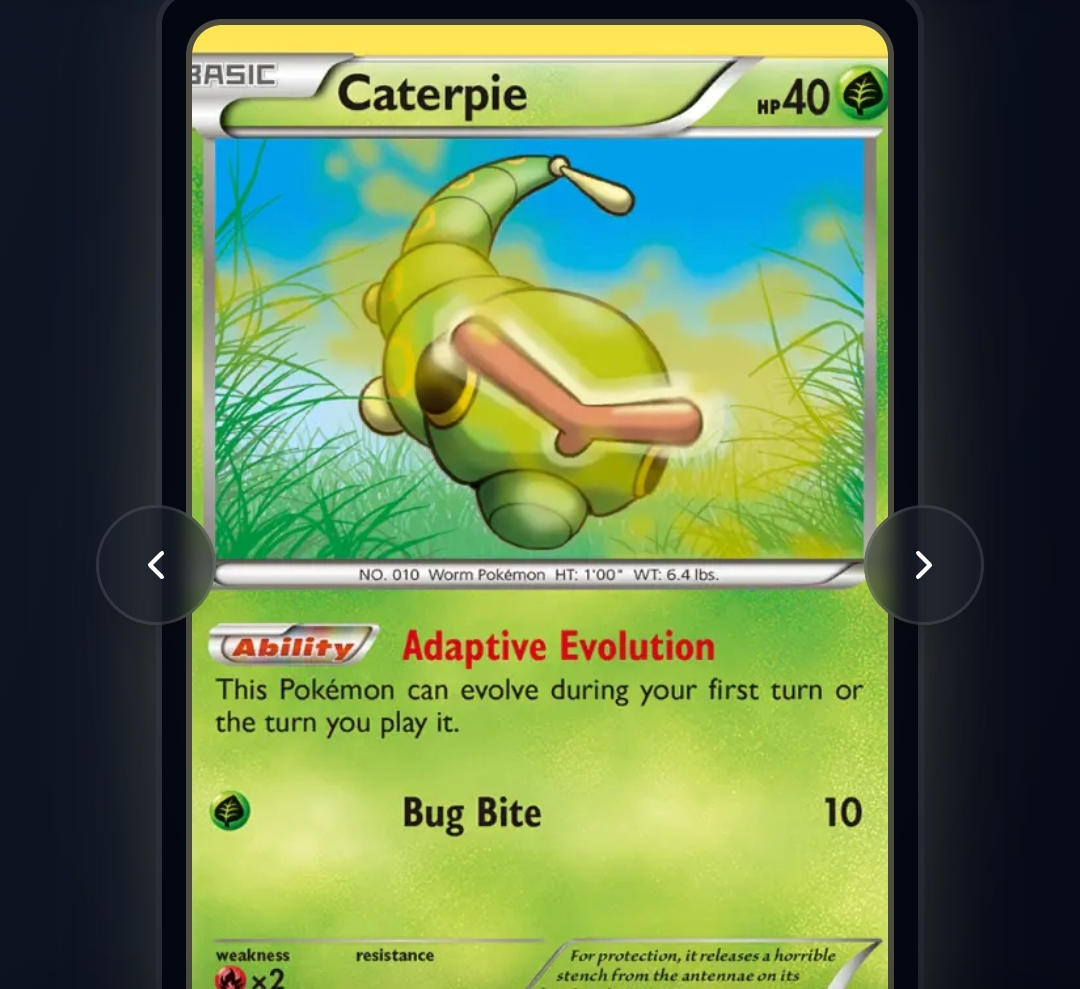 BASIC
Caterpie
HP 40
NO. 010 Worm Pokémon HT: 1'00" WT: 6.4 lbs.
Ability Adaptive Evolution
This Pokémon can evolve during your first turn or
the turn you play it.
Bug Bite 10
weakness resistance
×2
For protection, it releases a horrible
stench from the antennae on its